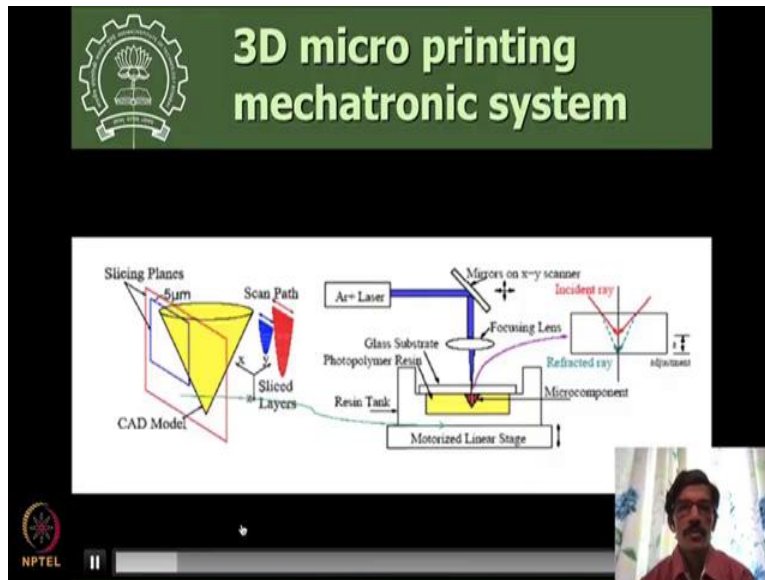 3D micro printing
mechatronic system
Slicing Planes
5μm
Scan Path
x
y
Sliced
Layers
CAD Model
Ar+ Laser
Mirrors on x-y scanner
Focusing Lens
Glass Substrate
Photopolymer Resin
Resin Tank
Microcomponent
Motorized Linear Stage
Incident ray
Refracted ray
adjustment
NPTEL